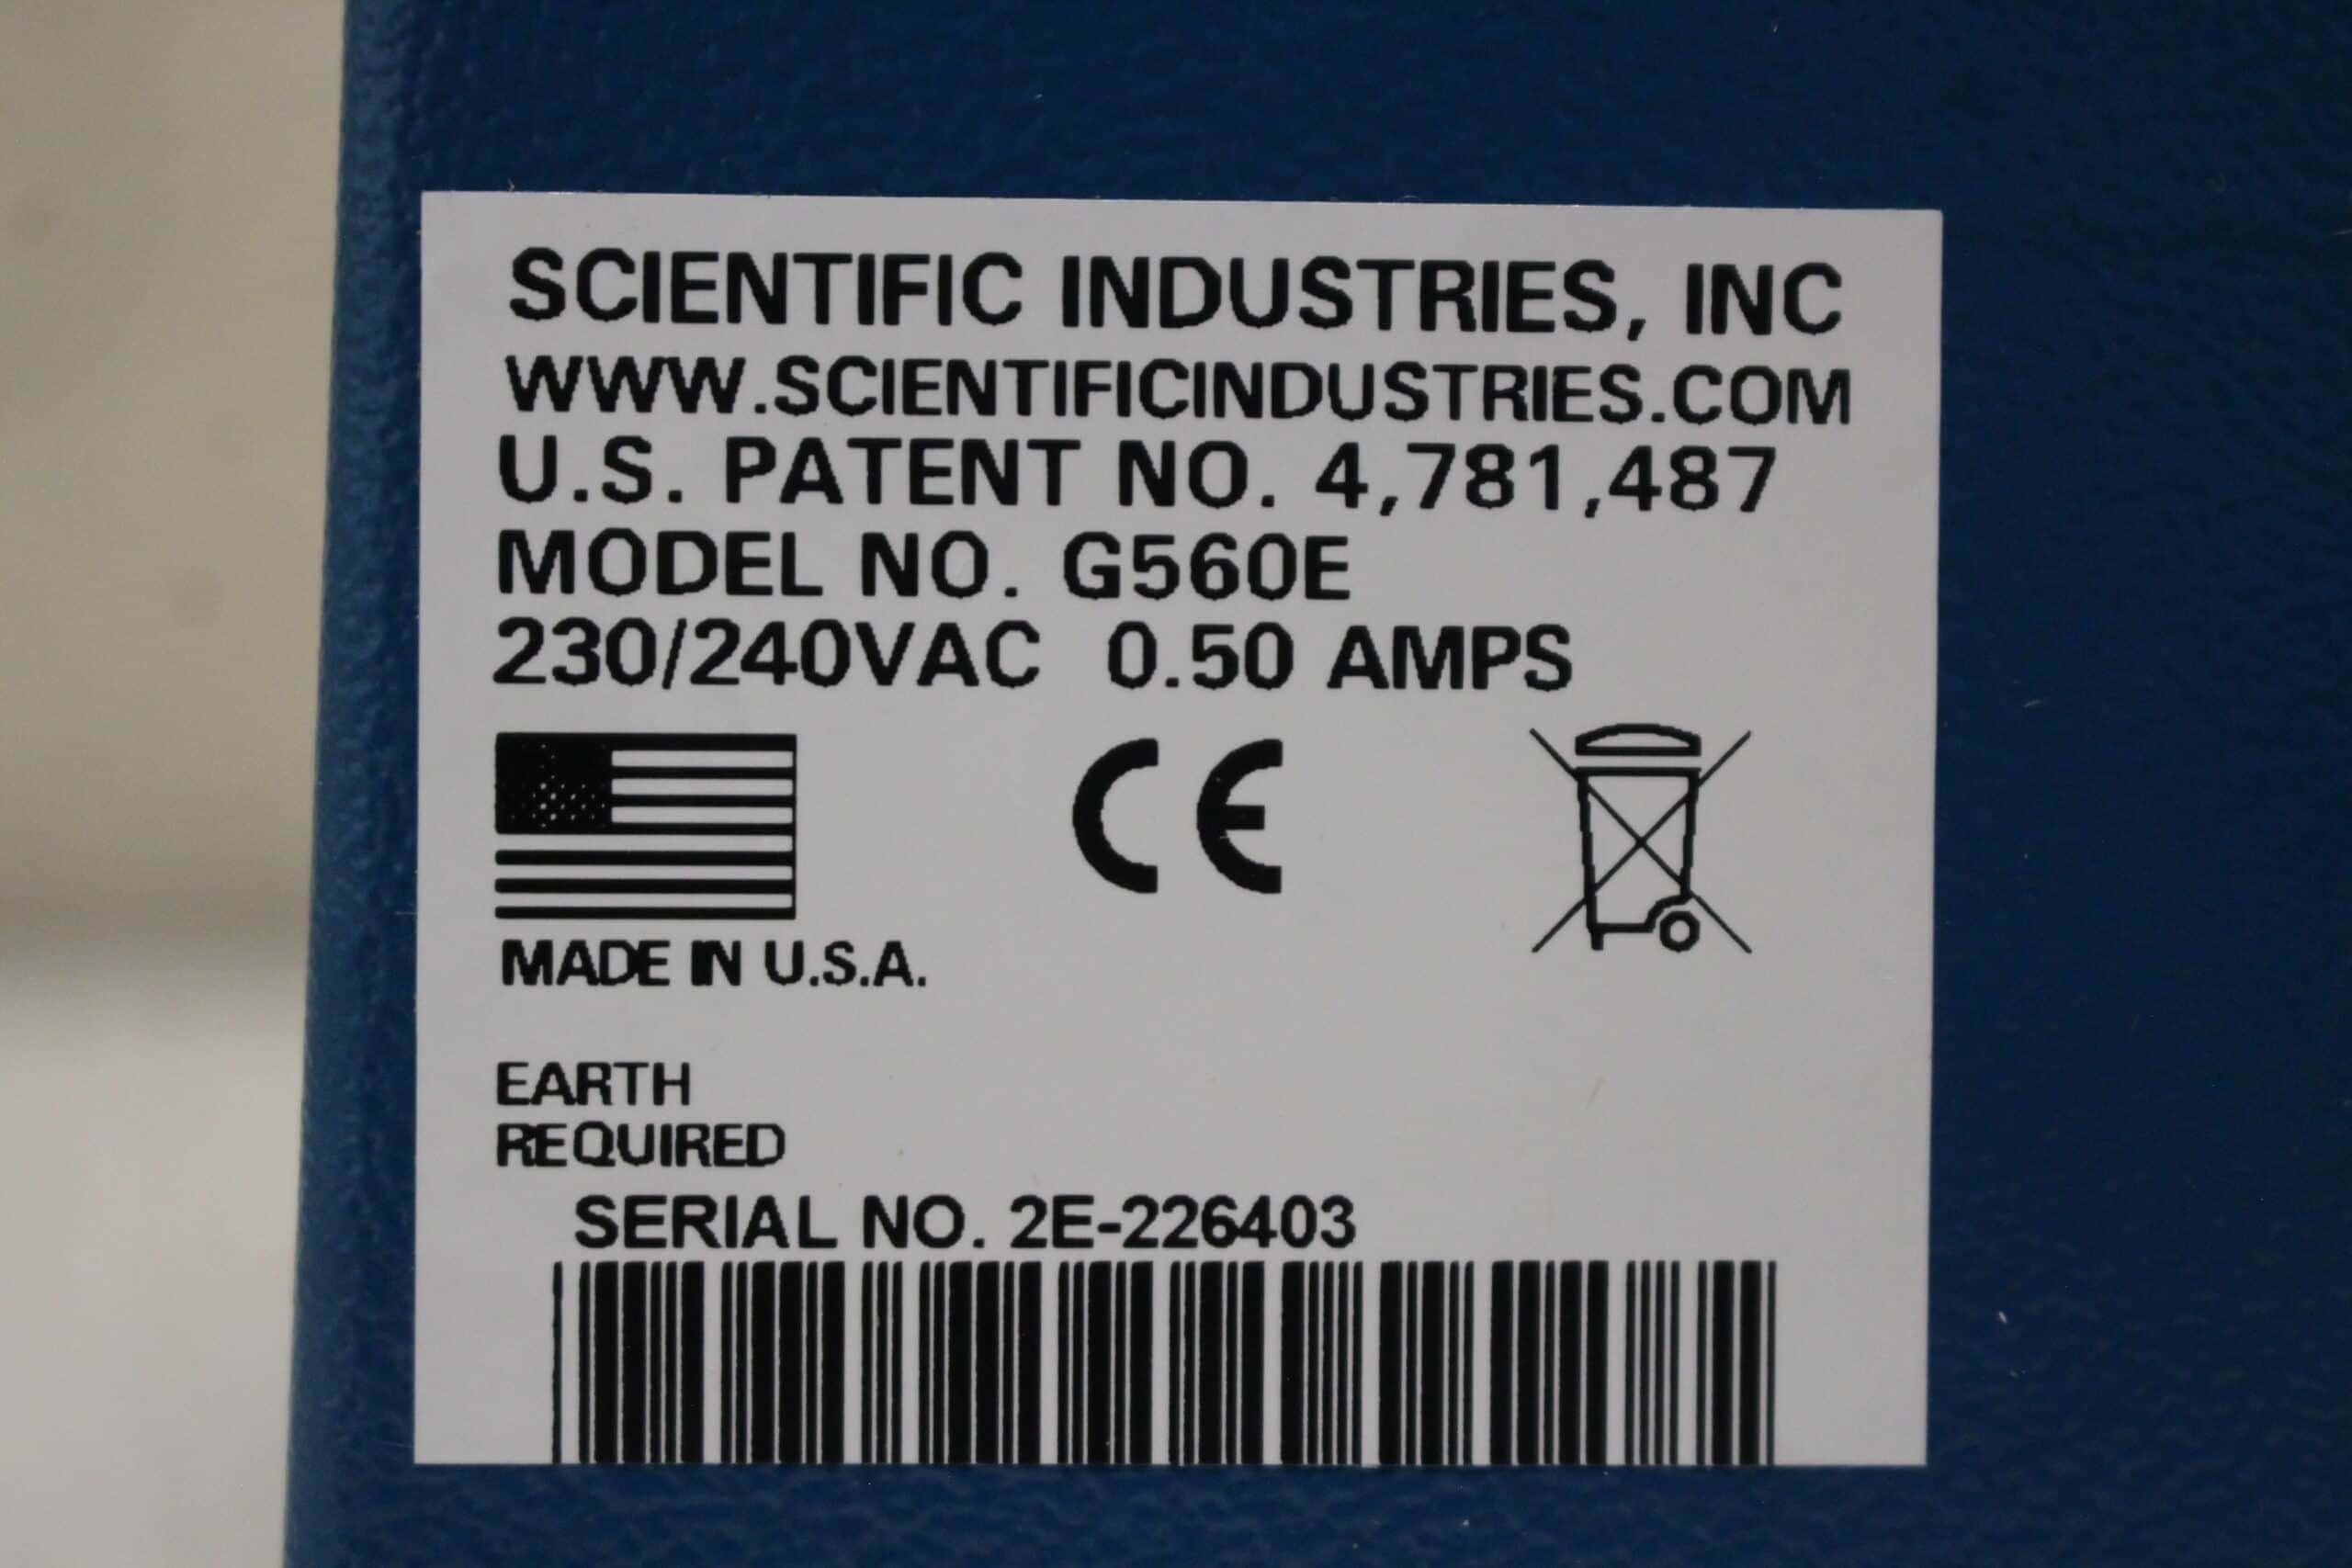 SCIENTIFIC INDUSTRIES, INC
WWW.SCIENTIFICINDUSTRIES.COM
U.S. PATENT NO. 4,781,487
MODEL NO. G560E
230/240VAC 0.50 AMPS
CE
MADE IN U.S.A.
EARTH
REQUIRED
SERIAL NO. 2E-226403